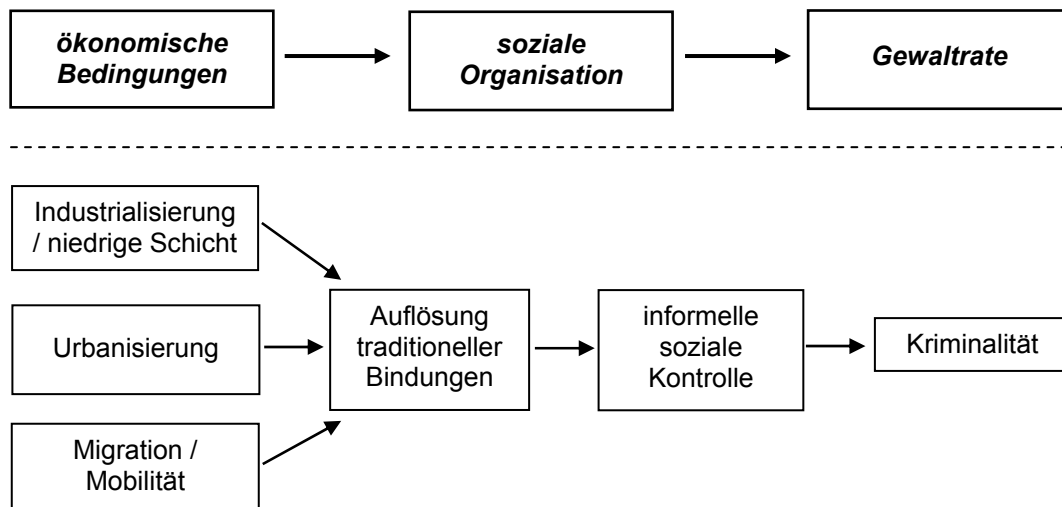 ökonomische
Bedingungen
soziale
Organisation
Gewaltrate
Industrialisierung
/ niedrige Schicht
Urbanisierung
Migration /
Mobilität
Auflösung
traditioneller
Bindungen
informelle
soziale
Kontrolle
Kriminalität